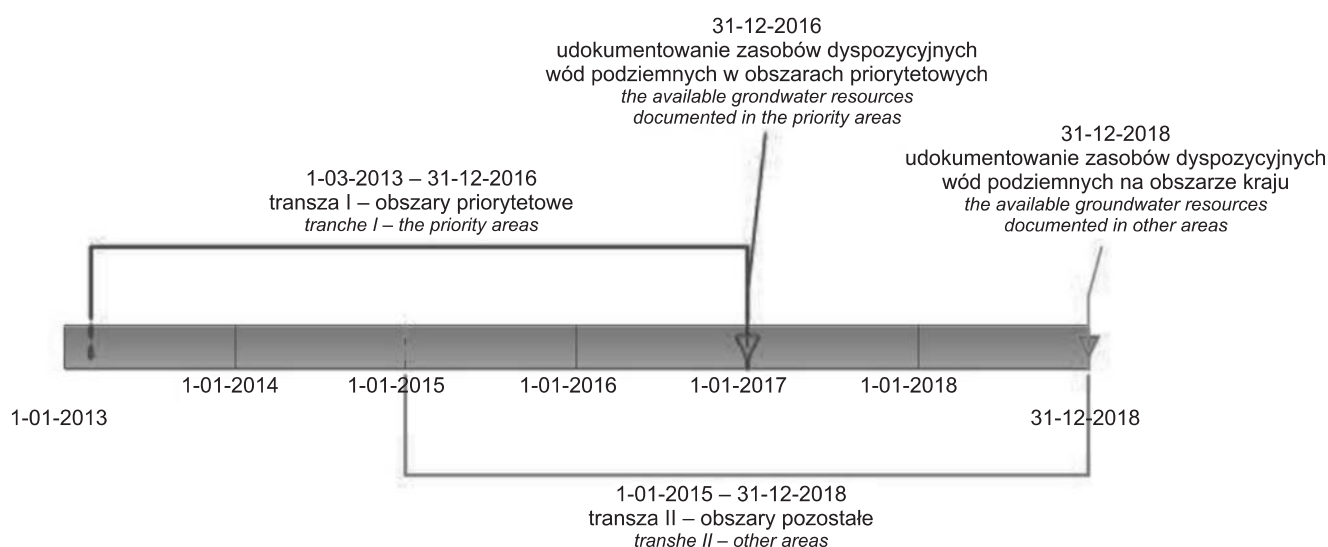 31-12-2016
udokumentowanie zasobów dyspozycyjnych
wód podziemnych w obszarach priorytetowych
the available grondwater resources
documented in the priority areas
31-12-2018
udokumentowanie zasobów dyspozycyjnych
wód podziemnych na obszarze kraju
the available groundwater resources
documented in other areas
1-03-2013 – 31-12-2016
transza I – obszary priorytetowe
tranche I – the priority areas
1-01-2014
1-01-2015
1-01-2016
1-01-2017
1-01-2018
1-01-2013
31-12-2018
1-01-2015 – 31-12-2018
transza II – obszary pozostałe
transhe II – other areas